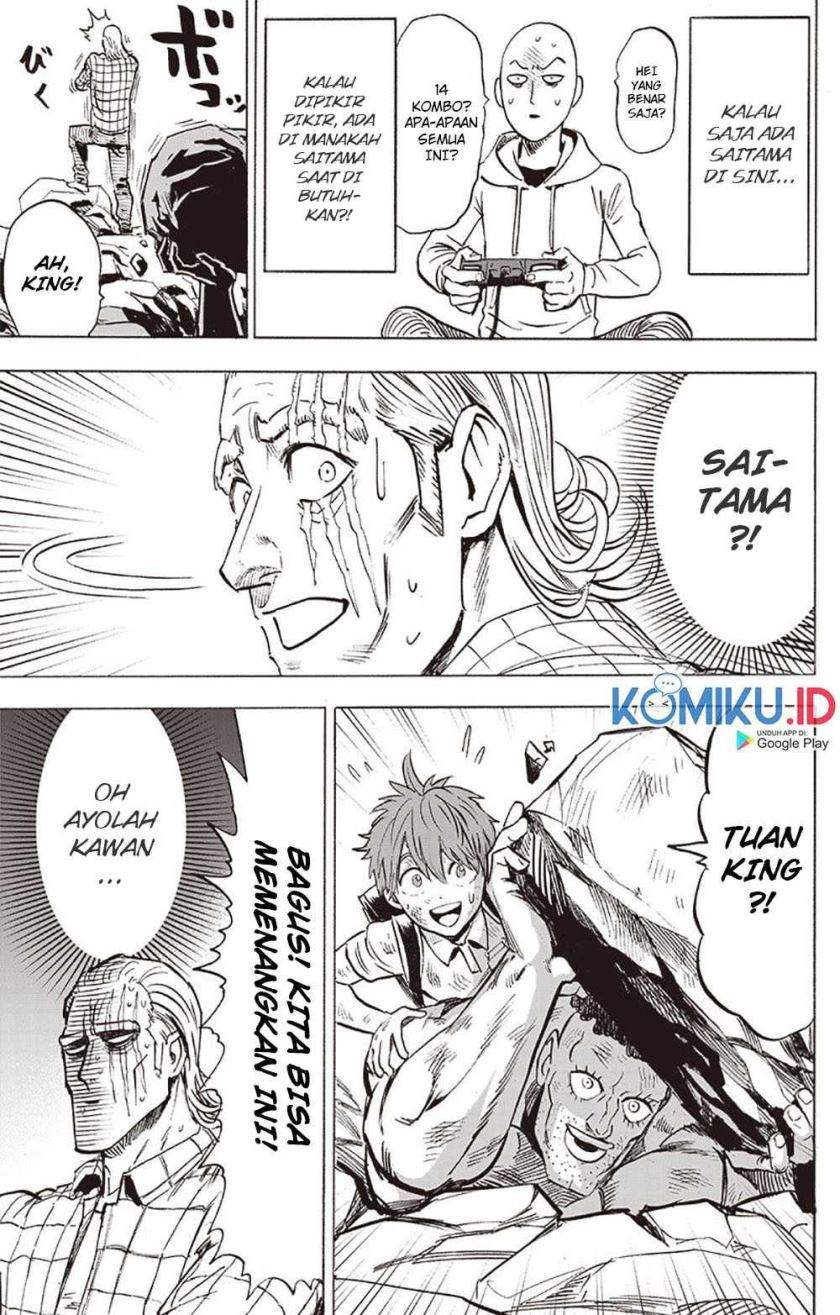 KALAU
SAJA ADA
SAITAMA
DI SINI...
HEI
YANG
BENAR
SAJA?
14
KOMBO?
APA-APAAN
SEMUA
INI?
KALAU
DIPIKIR
PIKIR, ADA
DI MANAKAH
SAITAMA
SAAT DI
BUTUH-
KAN?!
ボコッ
びく
AH,
KING!
SAI-
TAMA
?!
KOMIKU.ID
UNDUH APP DI:
Google Play
TUAN
KING
?!
BAGUS! KITA BISA
MEMENANGKAN INI!
OH
AYOLAH
KAWAN
...